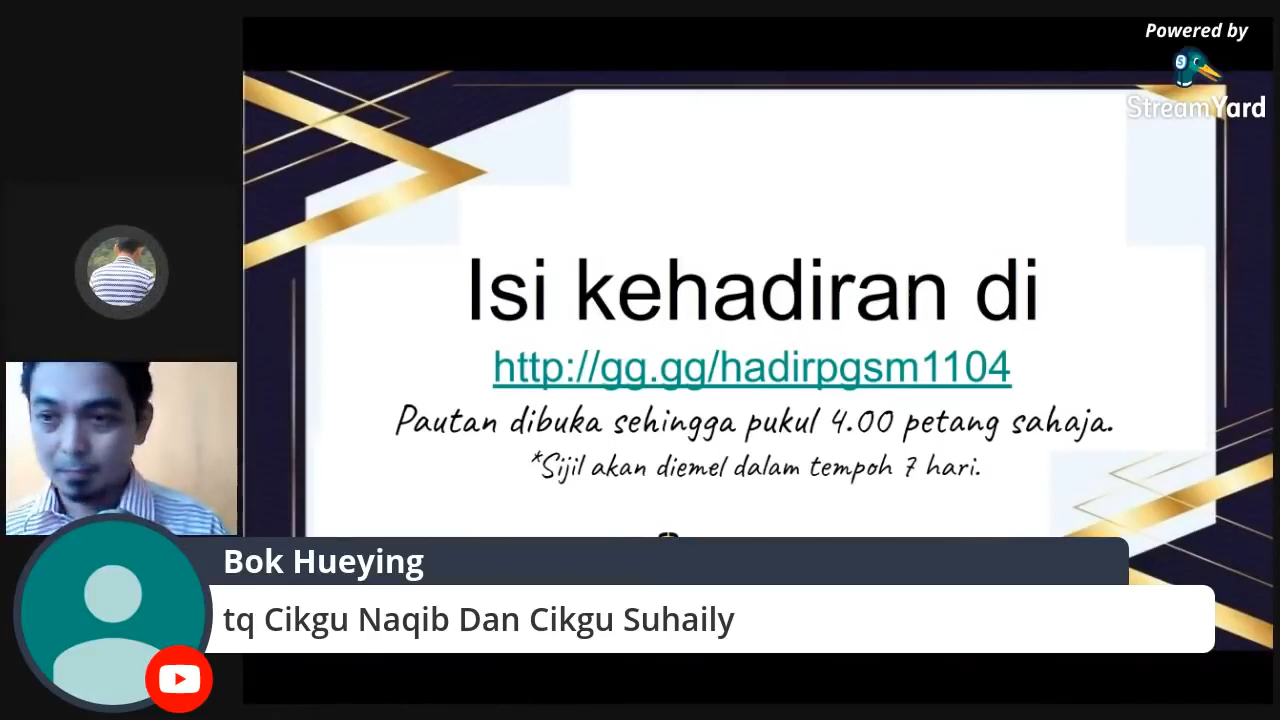 Powered by
StreamYard
Isi kehadiran di
http://gg.gg/hadirpgsm1104
Pautan dibuka sehingga pukul 4.00 petang sahaja.
*Sijil akan diemel dalam tempoh 7 hari.
Bok Hueying
tq Cikgu Naqib Dan Cikgu Suhaily